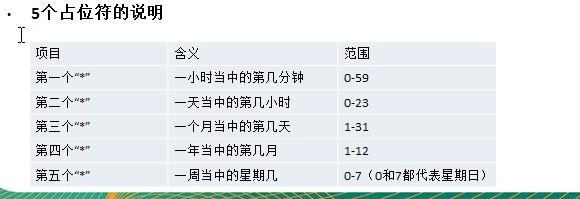 • 5个占位符的说明
项目 含义 范围
第一个“*” 一小时当中的第几分钟 0-59
第二个“*” 一天当中的第几小时 0-23
第三个“*” 一个月当中的第几天 1-31
第四个“*” 一年当中的第几月 1-12
第五个“*” 一周当中的星期几 0-7（0和7都代表星期日）